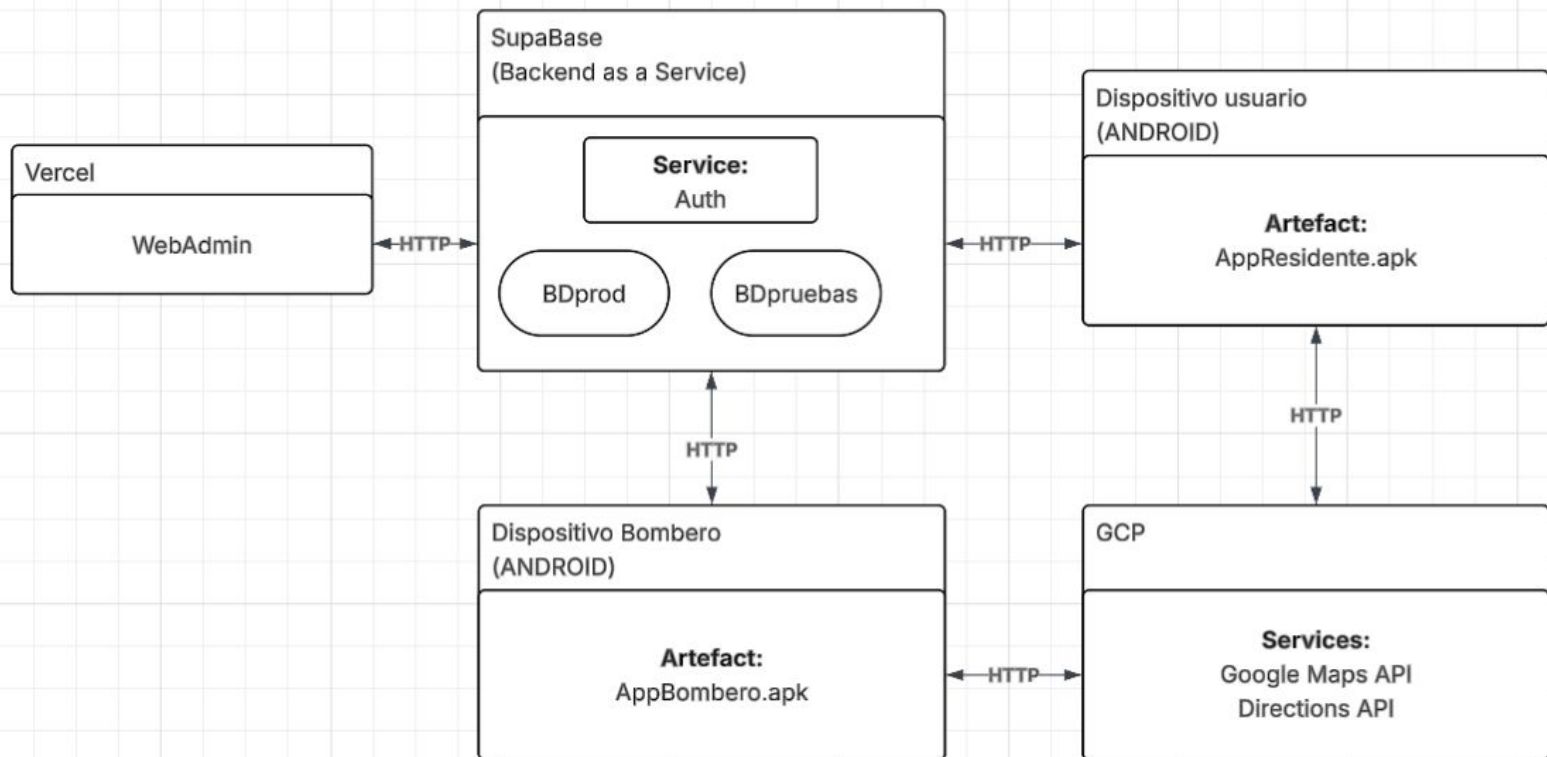 SupaBase
(Backend as a Service)
Service:
Auth
BDprod
BDpruebas
Vercel
WebAdmin
HTTP
HTTP
Dispositivo usuario
(ANDROID)
Artefact:
AppResidente.apk
HTTP
HTTP
Dispositivo Bombero
(ANDROID)
Artefact:
AppBombero.apk
HTTP
GCP
Services:
Google Maps API
Directions API